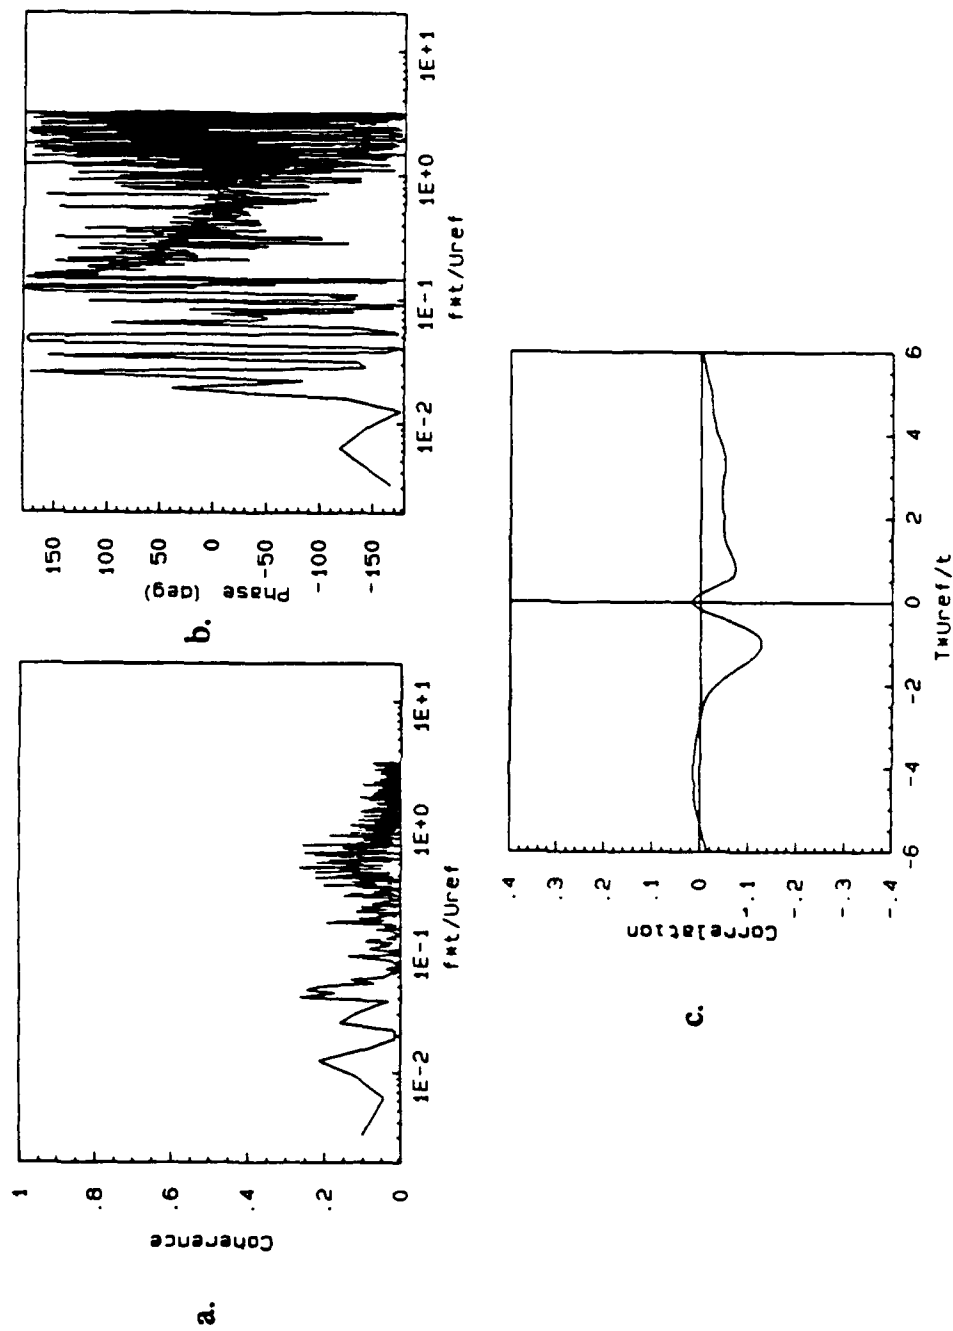 a.
Coherence
1
.8
.6
.4
.2
0
1E-2
1E-1
1E+0
1E+1
f*t/Uref
b.
Phase (deg)
150
100
50
0
-50
-100
-150
1E-2
1E-1
1E+0
1E+1
f*t/Uref
c.
Correlation
.4
.3
.2
.1
0
-.1
-.2
-.3
-.4
-6
-4
-2
0
2
4
6
T*Uref/t